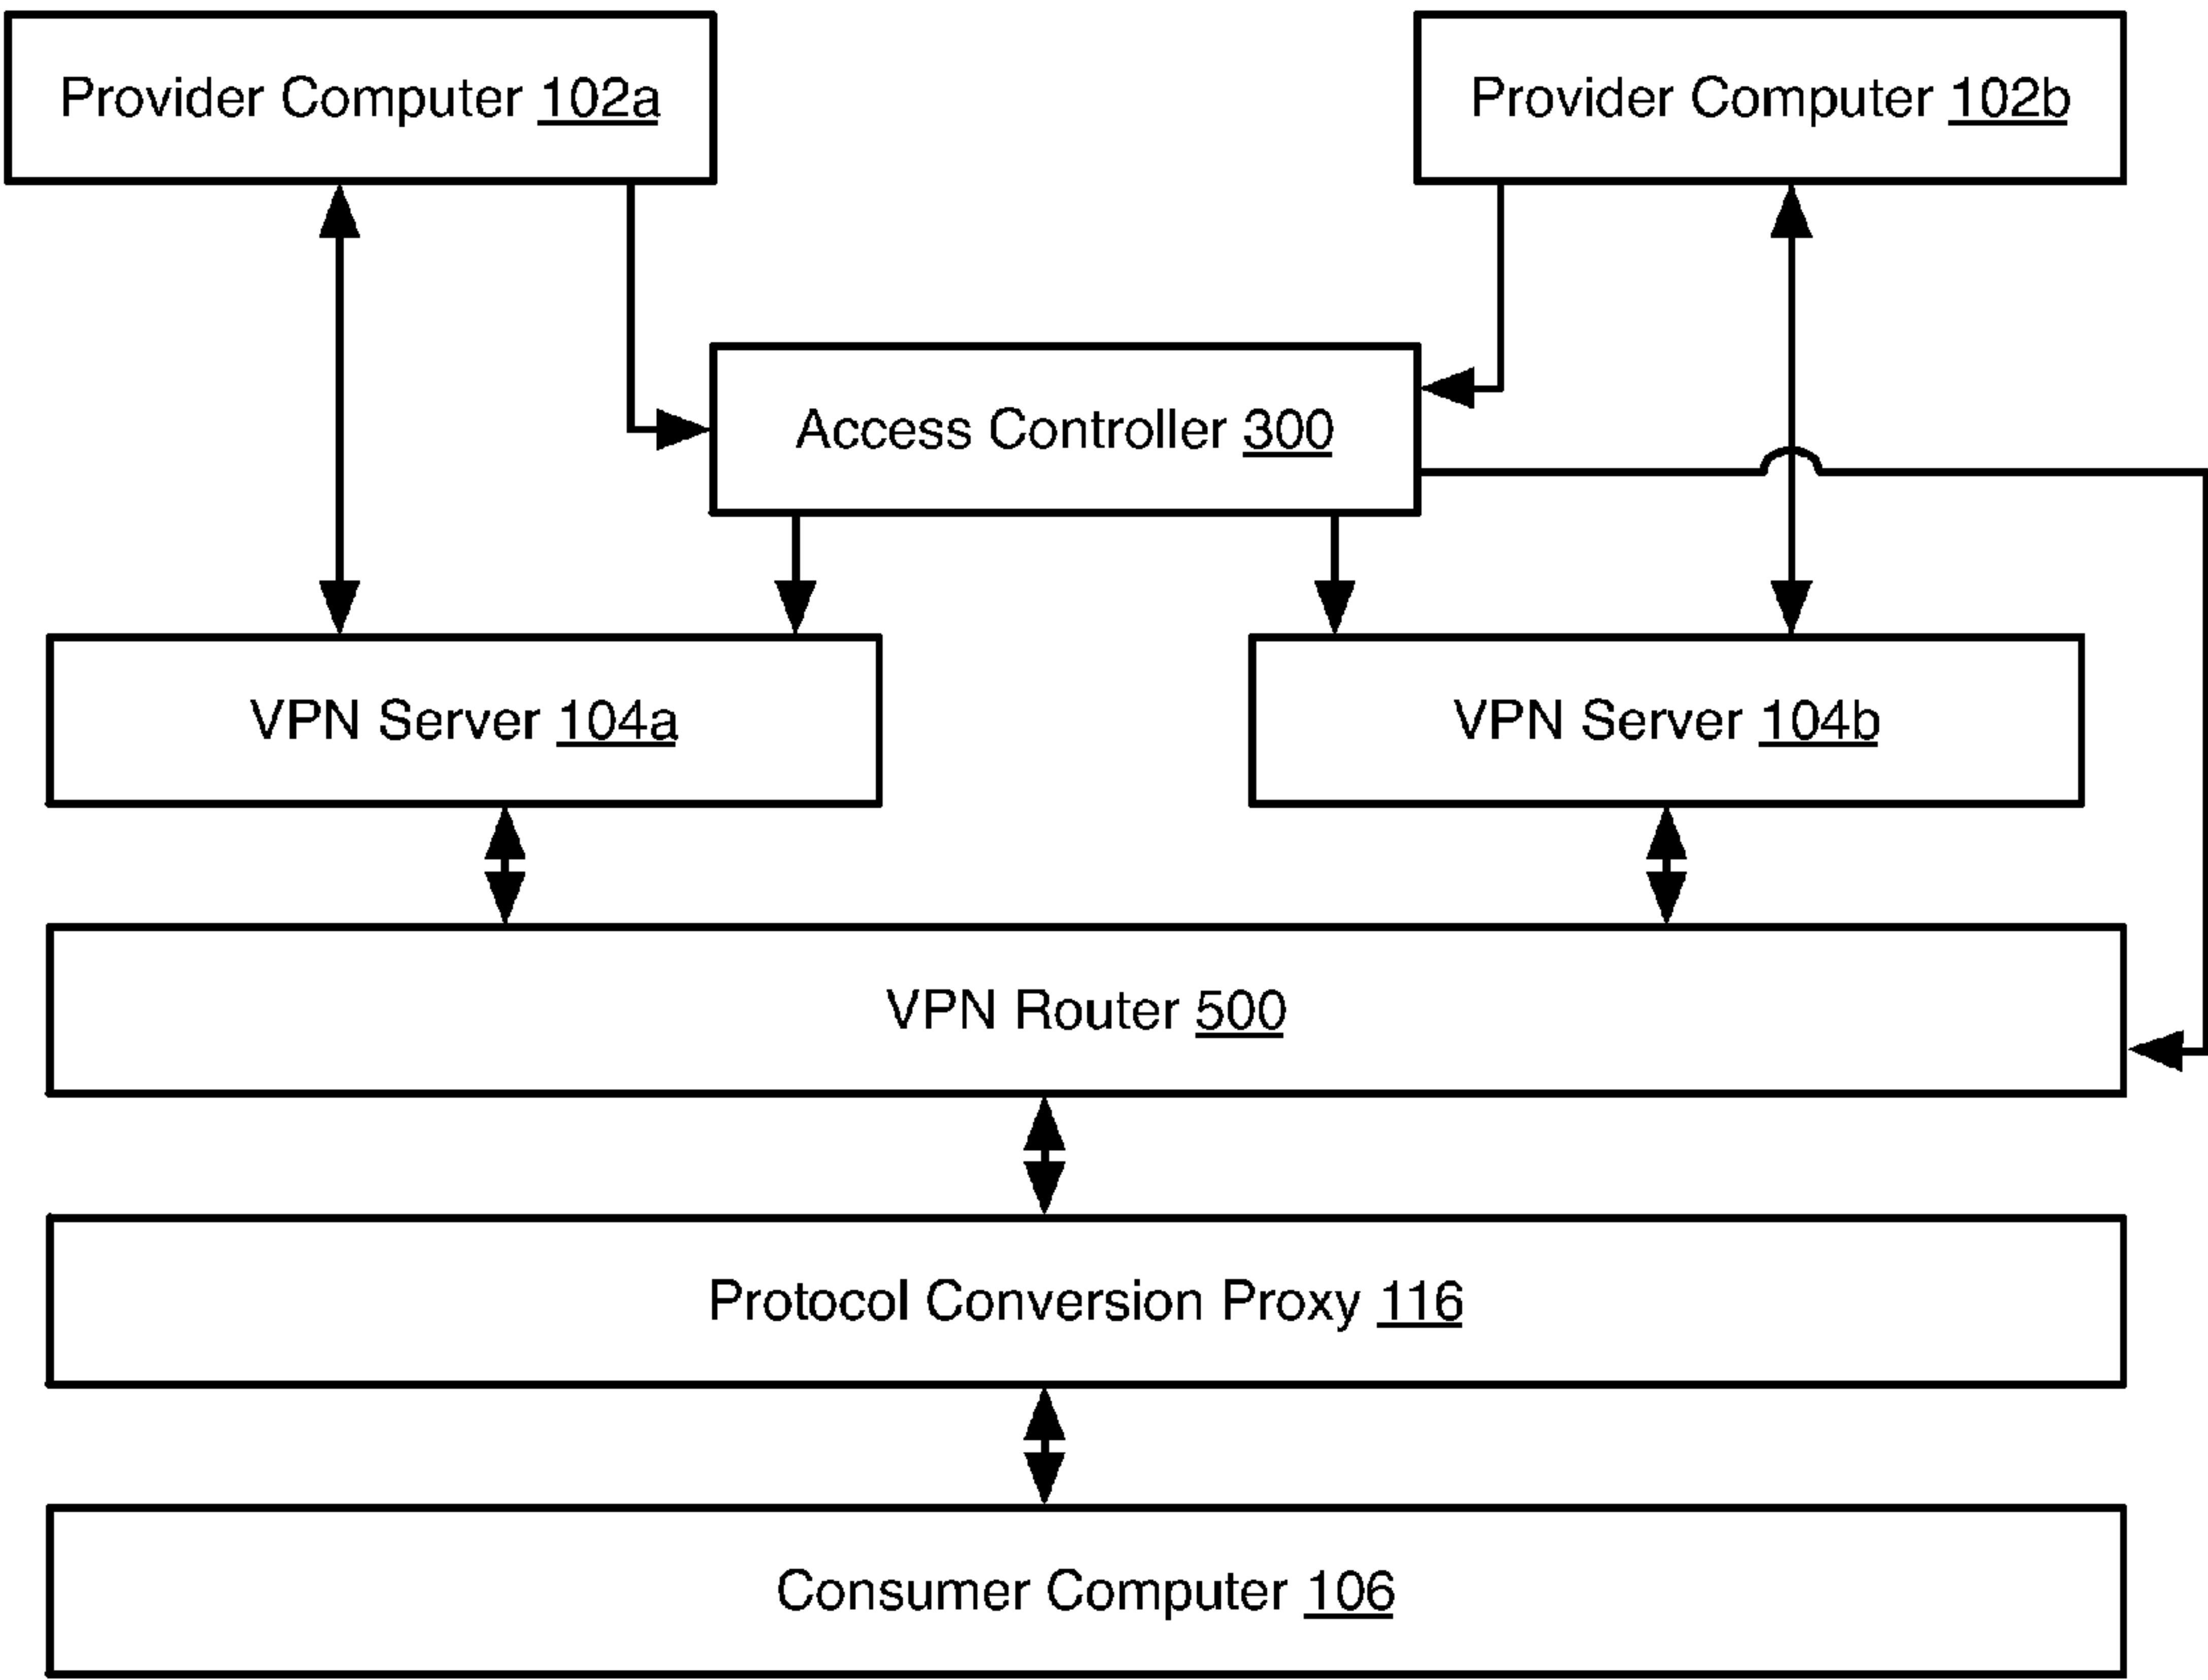 Provider Computer 102a
Provider Computer 102b
Access Controller 300
VPN Server 104a
VPN Server 104b
VPN Router 500
Protocol Conversion Proxy 116
Consumer Computer 106